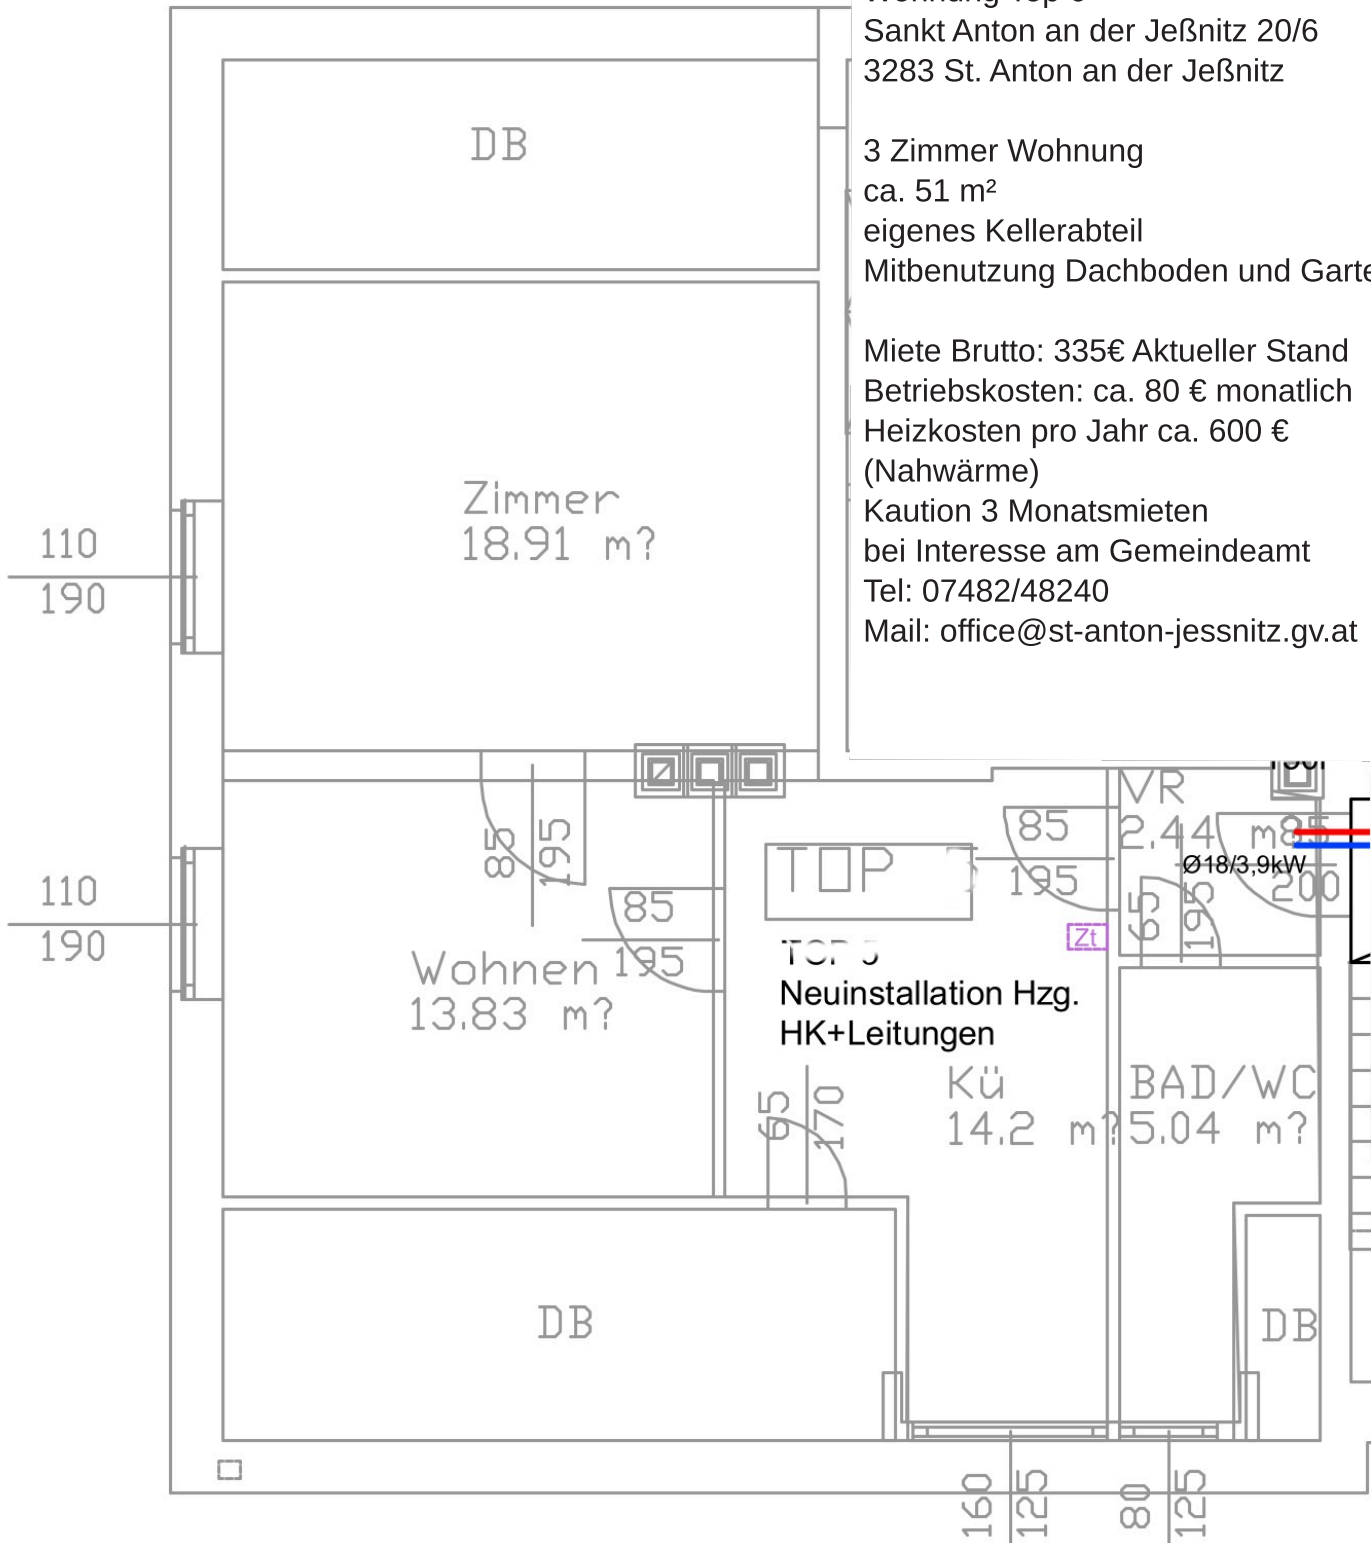 Sankt Anton an der Jeßnitz 20/6
3283 St. Anton an der Jeßnitz
3 Zimmer Wohnung
ca. 51 m²
eigenes Kellerabteil
Mitbenutzung Dachboden und Garte
Miete Brutto: 335€ Aktueller Stand
Betriebskosten: ca. 80 € monatlich
Heizkosten pro Jahr ca. 600 €
(Nahwärme)
Kaution 3 Monatsmieten
bei Interesse am Gemeindeamt
Tel: 07482/48240
Mail: office@st-anton-jessnitz.gv.at
DB
Zimmer
18.91 m?
110
190
VR
2.44 m
85
Ø18/3,9kW
200
65
195
85
195
85
195
TOP
Zt
110
190
85
195
Wohnen
13.83 m?
Neuinstallation Hzg.
HK+Leitungen
Kü
14.2 m?
BAD/WC
5.04 m?
65
170
DB
DB
160
125
80
125